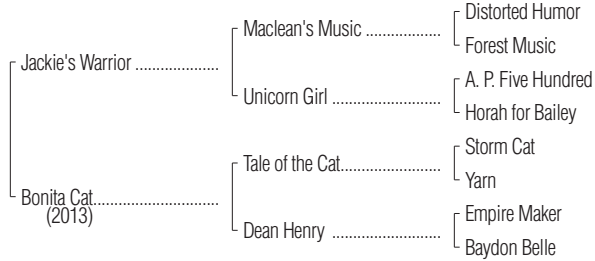 Distorted Humor
Maclean's Music ..................
Forest Music
Jackie's Warrior ....................
A. P. Five Hundred
Unicorn Girl ..........................
Horah for Bailey
Storm Cat
Tale of the Cat........................
Yarn
Bonita Cat..............................
(2013)
Empire Maker
Dean Henry ..........................
Baydon Belle